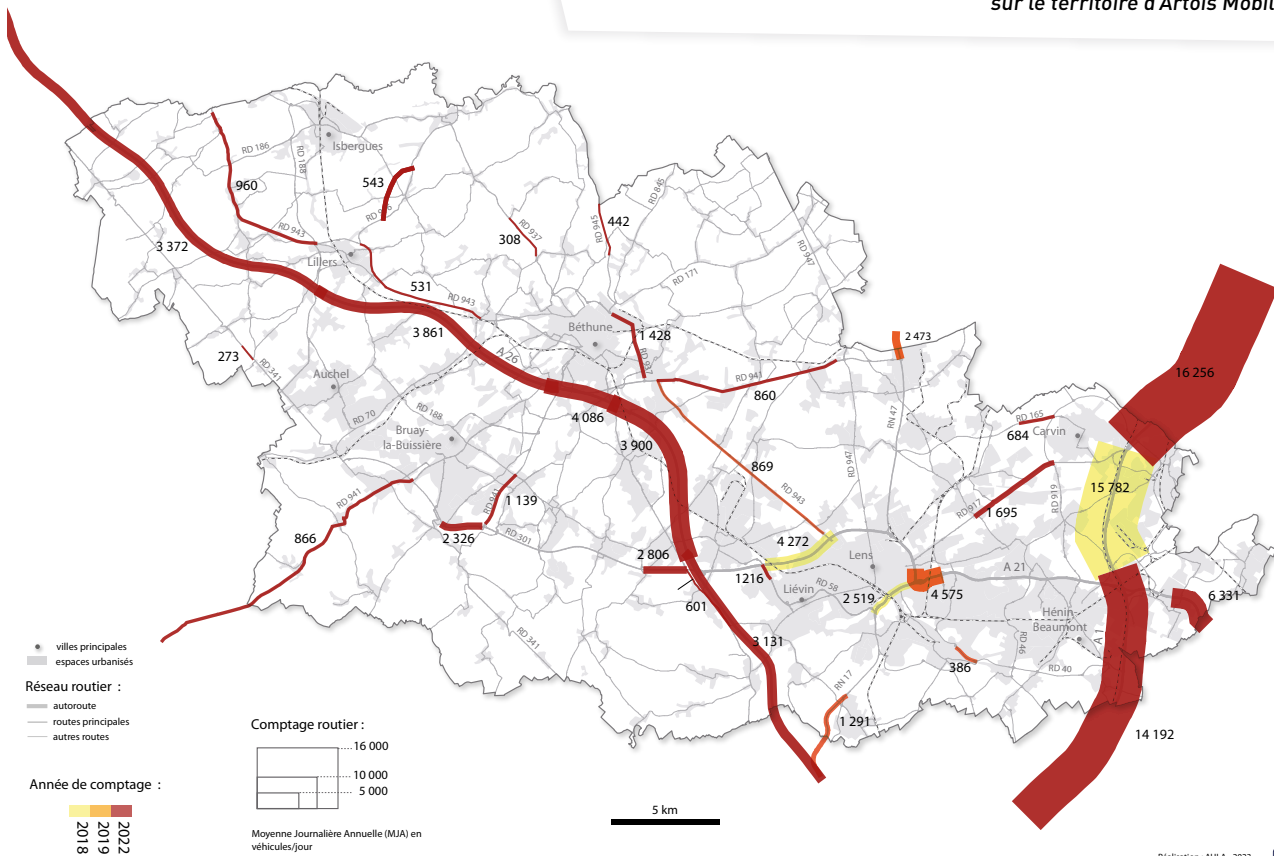 sur le territoire d'Artois Mobil
Isbergues
RD 186
RD 188
960
543
RD 943
3 372
Lillers
308
RD 937
442
RD 945
RD 845
RD 947
RD 171
531
RD 943
3 861
A 26
Béthune
1 428
RD 937
2 473
273
RD 341
Auchel
RD 941
860
16 256
RD 70
RD 188
4 086
3 900
RN 47
RD 165
684
Carvin
Bruay-
la-Buissière
869
RD 943
RD 947
15 782
RD 919
RD 941
1 139
RD 917
1 695
866
2 326
RD 301
2 806
4 272
Lens
1216
A 21
Liévin
RD 58
2 519
4 575
601
6 331
Hénin-
Beaumont
A 1
3 131
RD 341
RD 46
386
RD 40
RN 17
1 291
14 192
villes principales
espaces urbanisés
Réseau routier :
autoroute
routes principales
autres routes
Année de comptage :
2018
2019
2022
Comptage routier :
16 000
10 000
5 000
Moyenne Journalière Annuelle (MJA) en
véhicules/jour
5 km